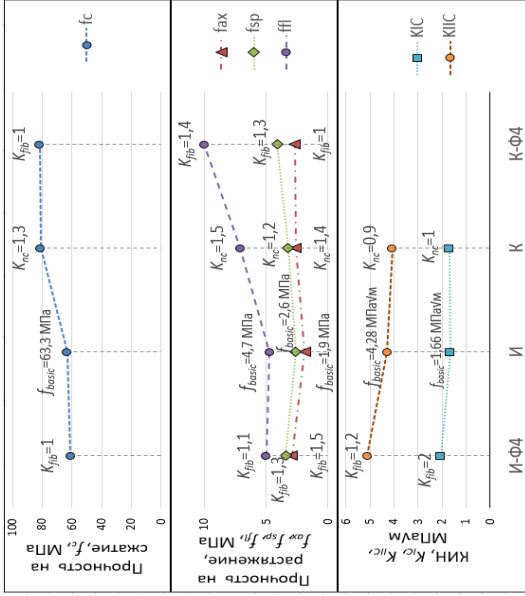 Прочность на
сжатие, fc, МПа
100
80
60
40
20
0
Kfib=1
fbasic=63,3 МПа
Knc=1,3
Kfib=1
fc
Прочность на
растяжение,
fax, fsp, ffl, МПа
10
5
0
Kfib=1,1
fbasic=4,7 МПа
Knc=1,5
Kfib=1,4
Kfib=1,3
fbasic=2,6 МПа
Knc=1,2
Kfib=1,3
Kfib=1,5
fbasic=1,9 МПа
Knc=1,4
Kfib=1
fax
fsp
ffl
КИН, KIC, KIIC,
МПа√м
6
5
4
3
2
1
0
Kfib=1,2
fbasic=4,28 МПа√м
Knc=0,9
Kfib=2
fbasic=1,66 МПа√м
Knc=1
KIC
KIIC
И-Ф4
И
К
К-Ф4